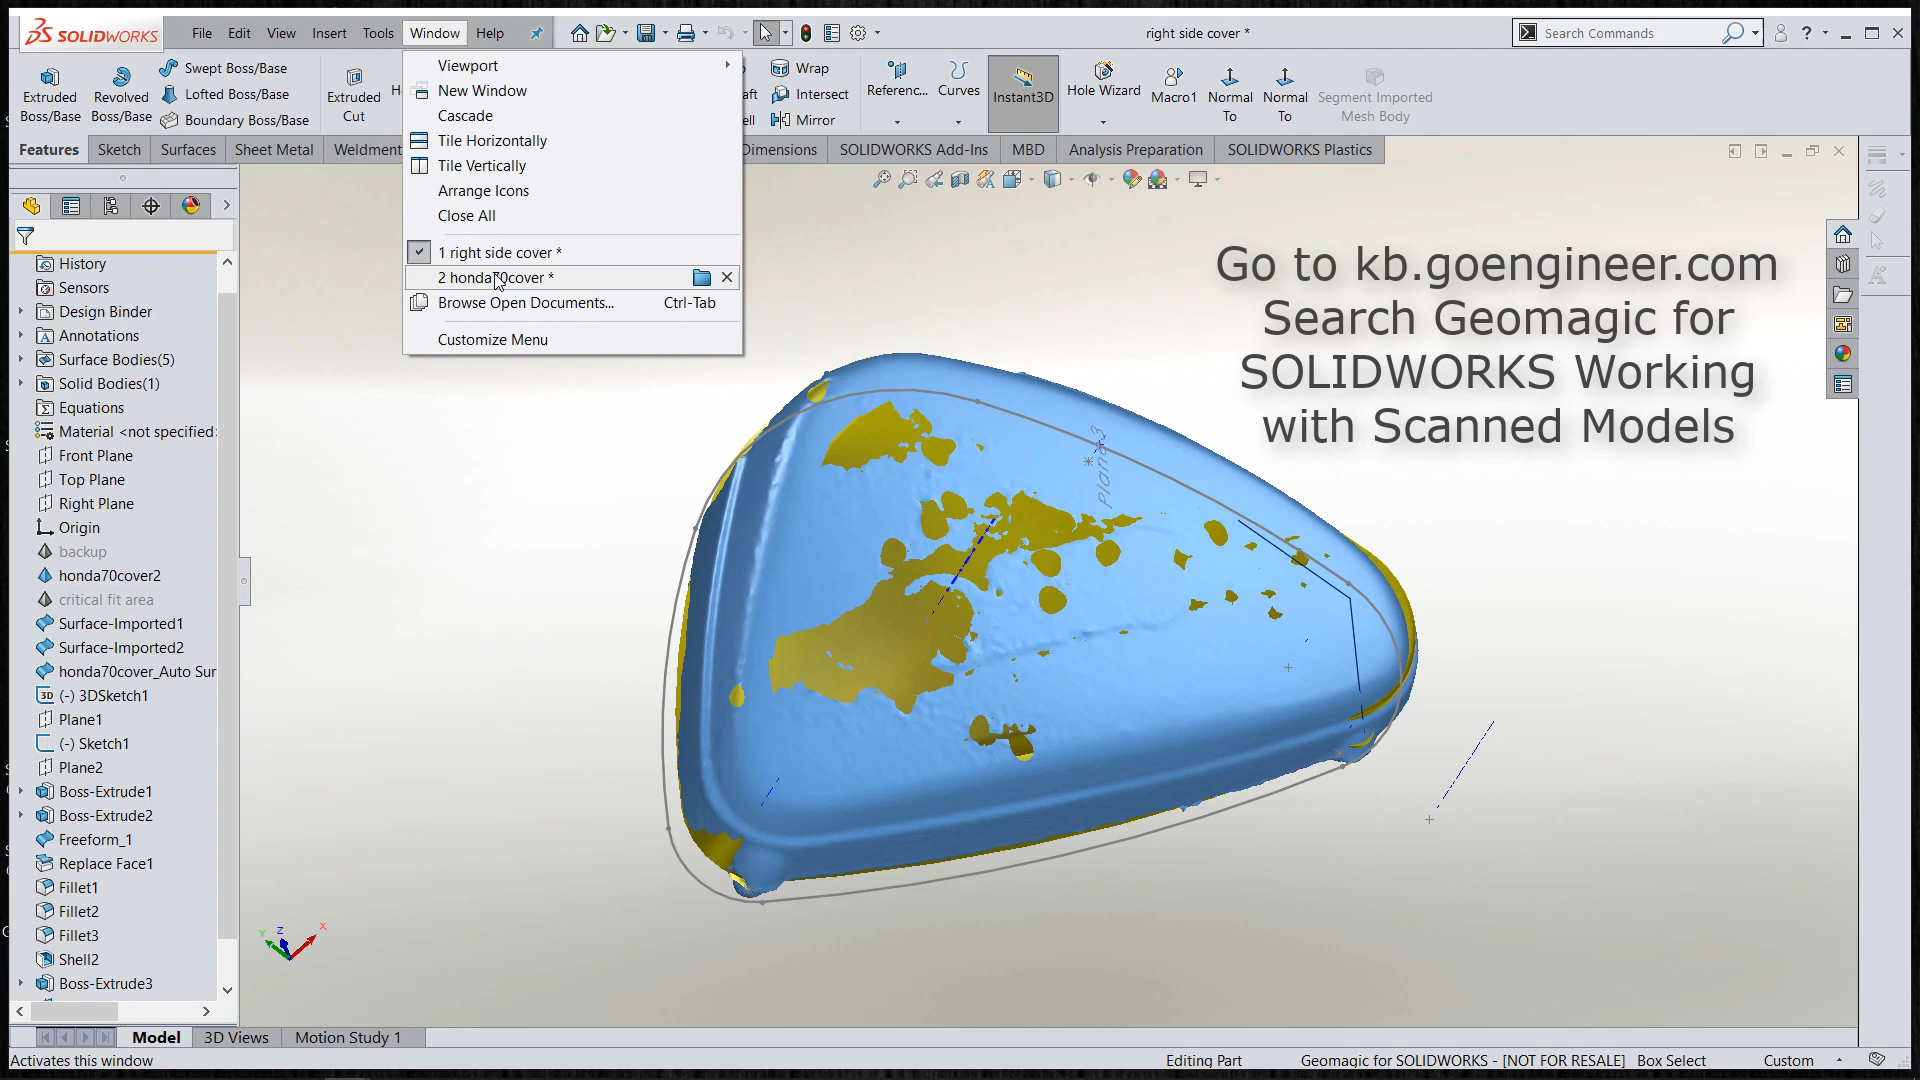 SOLIDWORKS
File Edit View Insert Tools Window Help
right side cover *
Search Commands
?
Extruded Boss/Base
Revolved Boss/Base
Swept Boss/Base
Lofted Boss/Base
Boundary Boss/Base
Extruded Cut
Wrap
Intersect
Mirror
Referenc...
Curves
Instant3D
Hole Wizard
Macro1
Normal To
Normal To
Segment Imported Mesh Body
Features Sketch Surfaces Sheet Metal Weldment Dimensions SOLIDWORKS Add-Ins MBD Analysis Preparation SOLIDWORKS Plastics
Viewport
New Window
Cascade
Tile Horizontally
Tile Vertically
Arrange Icons
Close All
1 right side cover *
2 honda70cover *
Browse Open Documents... Ctrl-Tab
Customize Menu
History
Sensors
Design Binder
Annotations
Surface Bodies(5)
Solid Bodies(1)
Equations
Material <not specified>
Front Plane
Top Plane
Right Plane
Origin
backup
honda70cover2
critical fit area
Surface-Imported1
Surface-Imported2
honda70cover_Auto Sur
(-) 3DSketch1
Plane1
(-) Sketch1
Plane2
Boss-Extrude1
Boss-Extrude2
Freeform_1
Replace Face1
Fillet1
Fillet2
Fillet3
Shell2
Boss-Extrude3
Go to kb.goengineer.com
Search Geomagic for
SOLIDWORKS Working
with Scanned Models
Plane3
Y Z X
Model 3D Views Motion Study 1
Activates this window
Editing Part
Geomagic for SOLIDWORKS - [NOT FOR RESALE]
Box Select
Custom